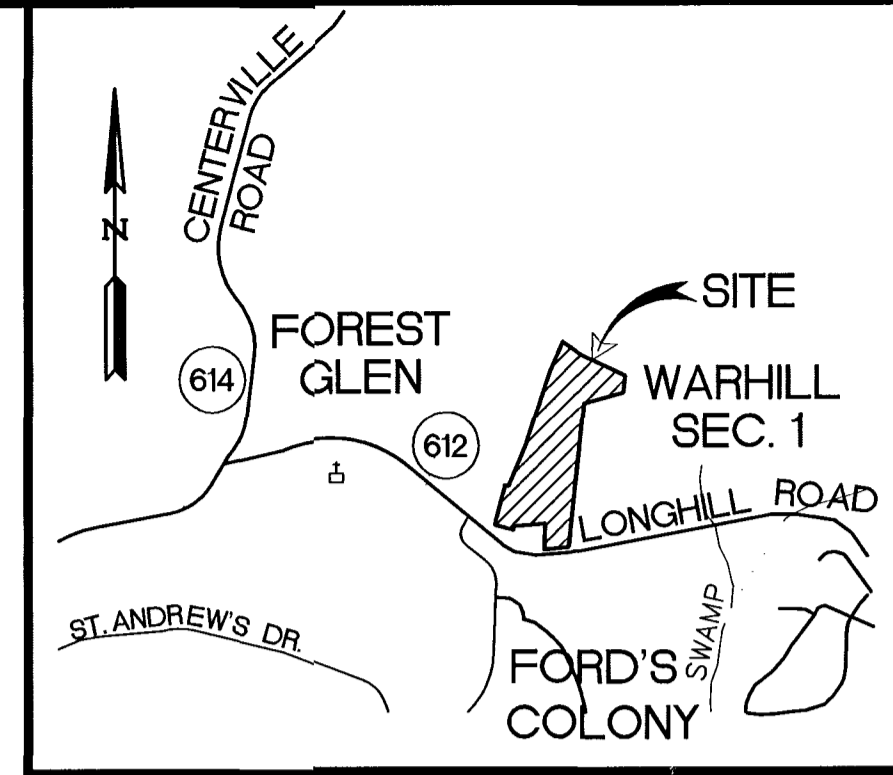 CENTERVILLE
ROAD
N
SITE
FOREST
GLEN
614
WARHILL
SEC. 1
612
LONGHILL ROAD
ST. ANDREW'S DR.
SWAMP
FORD'S
COLONY